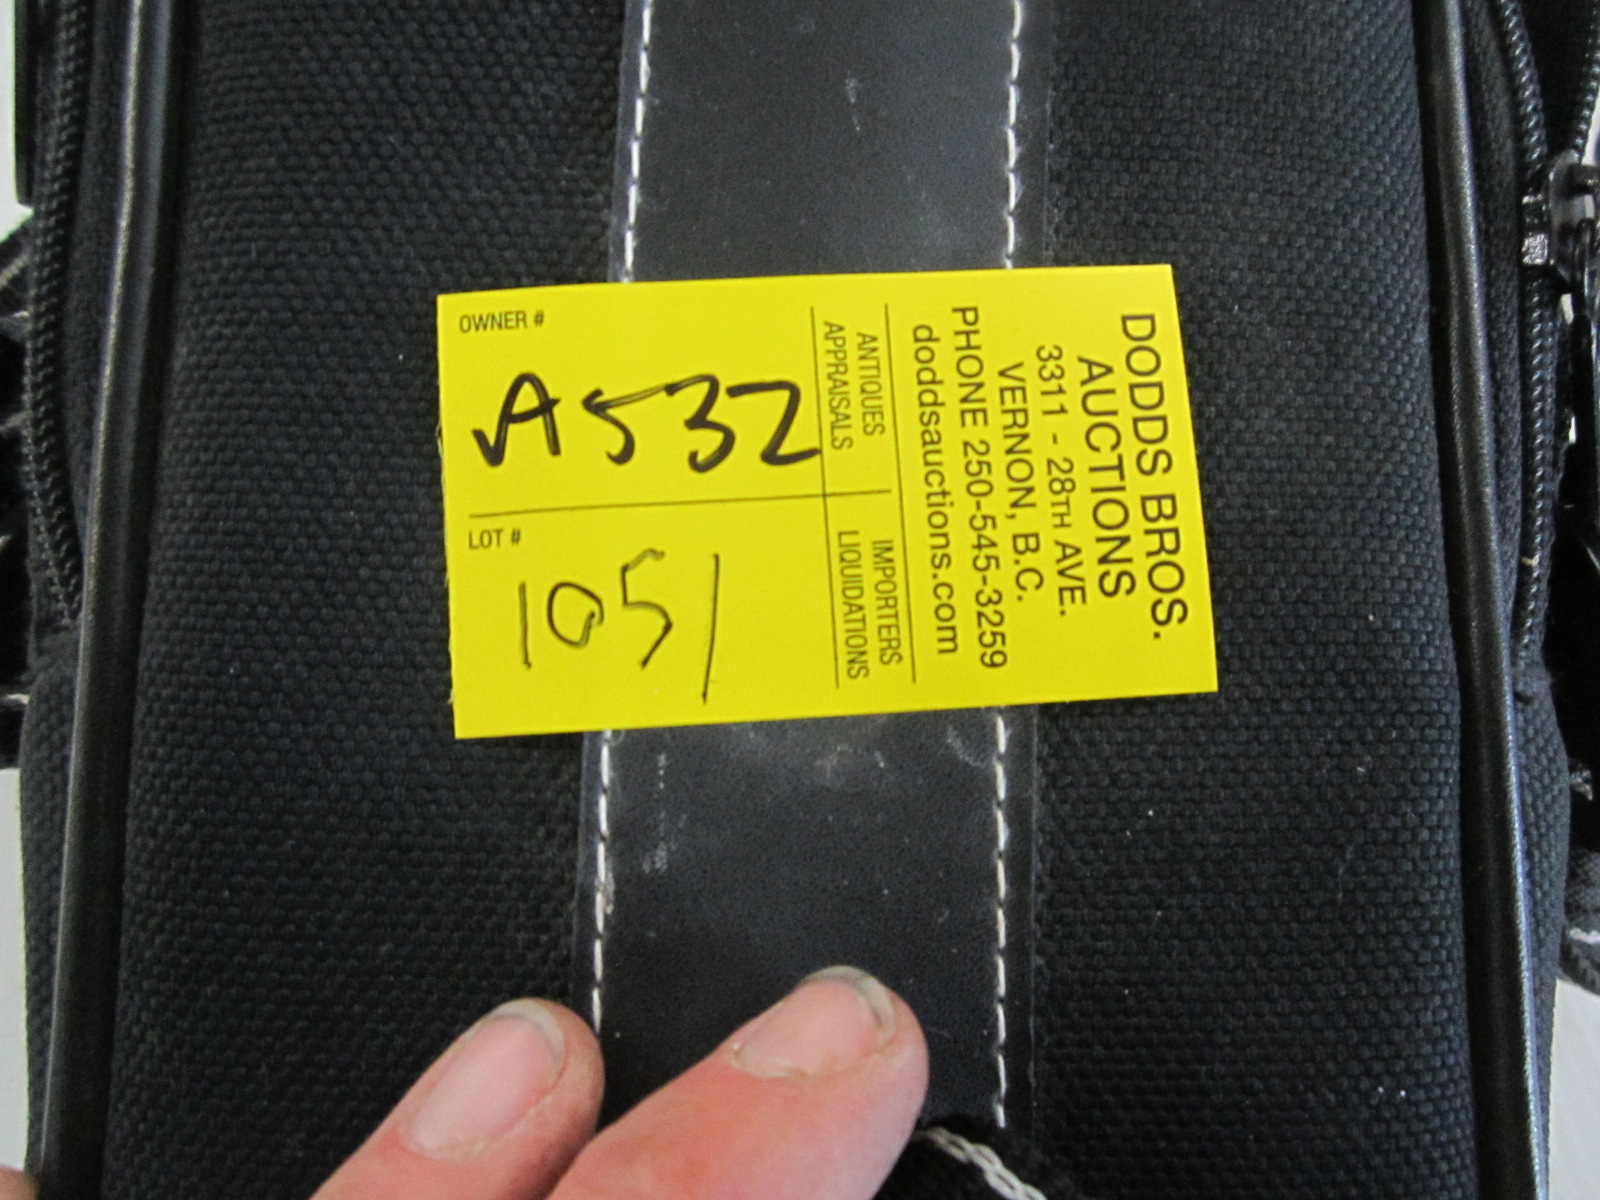 DODDS BROS.
AUCTIONS
3311 - 28TH AVE.
VERNON, B.C.
PHONE 250-545-3259
doddsauctions.com
ANTIQUES
APPRAISALS
IMPORTERS
LIQUIDATIONS
OWNER #
A532
LOT #
1051